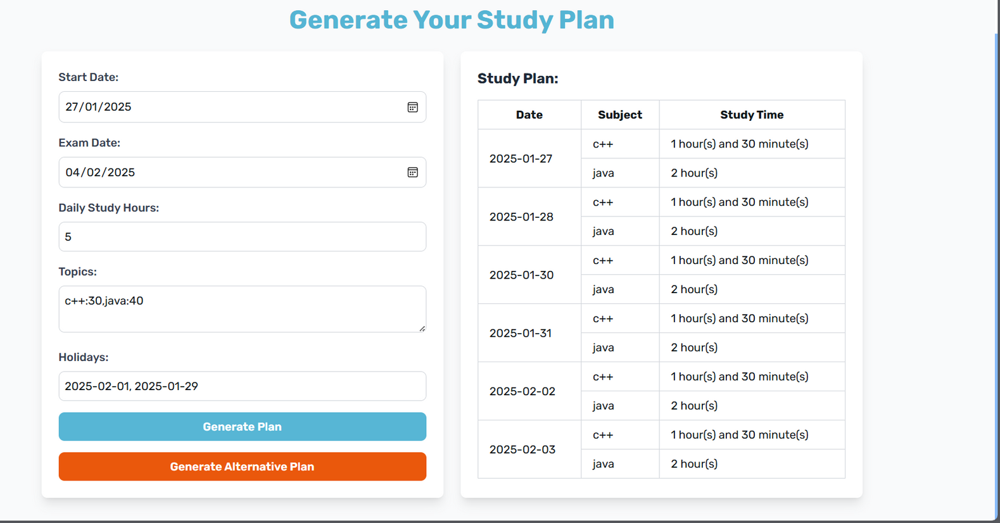 Generate Your Study Plan
Start Date:
27/01/2025
Exam Date:
04/02/2025
Daily Study Hours:
5
Topics:
c++:30,java:40
Holidays:
2025-02-01, 2025-01-29
Generate Plan
Generate Alternative Plan
Study Plan:
Date Subject Study Time
2025-01-27
c++ 1 hour(s) and 30 minute(s)
java 2 hour(s)
2025-01-28
c++ 1 hour(s) and 30 minute(s)
java 2 hour(s)
2025-01-30
c++ 1 hour(s) and 30 minute(s)
java 2 hour(s)
2025-01-31
c++ 1 hour(s) and 30 minute(s)
java 2 hour(s)
2025-02-02
c++ 1 hour(s) and 30 minute(s)
java 2 hour(s)
2025-02-03
c++ 1 hour(s) and 30 minute(s)
java 2 hour(s)